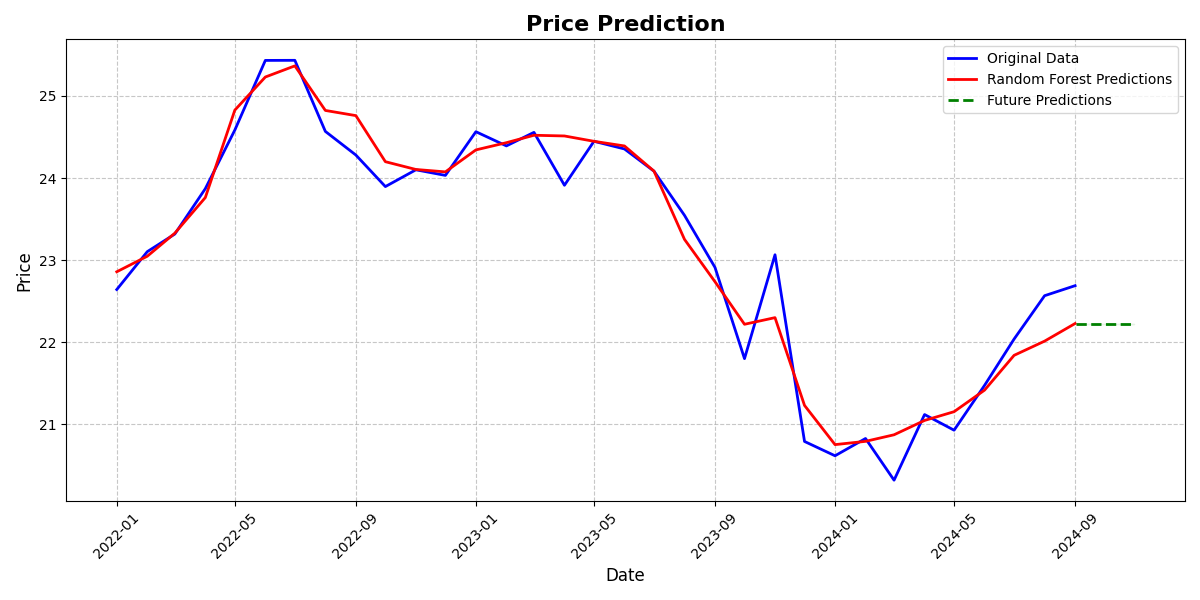 Price Prediction
Original Data
Random Forest Predictions
Future Predictions
Price
25
24
23
22
21
2022-01
2022-05
2022-09
2023-01
2023-05
2023-09
2024-01
2024-05
2024-09
Date